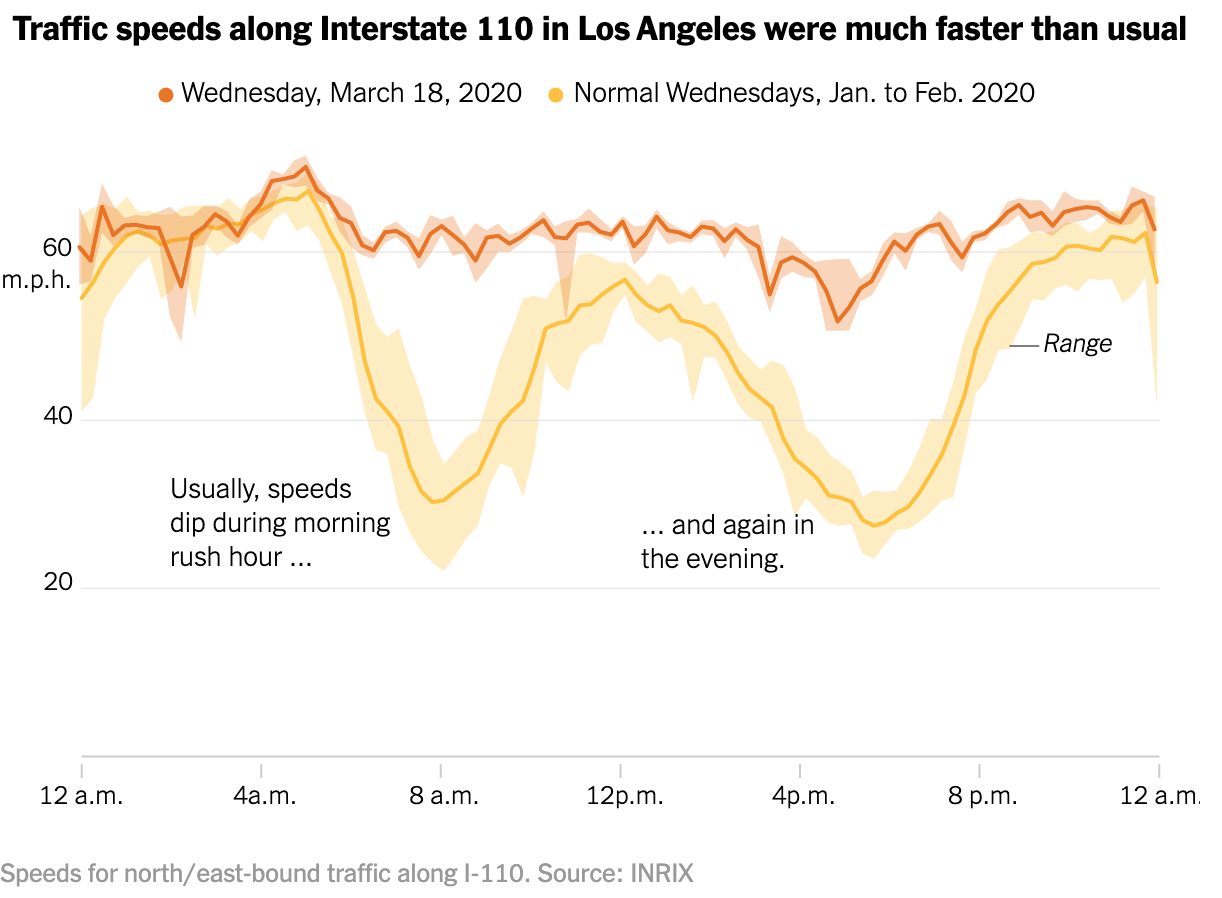 Traffic speeds along Interstate 110 in Los Angeles were much faster than usual
Wednesday, March 18, 2020 Normal Wednesdays, Jan. to Feb. 2020
60
m.p.h.
Range
40
Usually, speeds
dip during morning
rush hour ...
... and again in
the evening.
20
12 a.m. 4a.m. 8 a.m. 12p.m. 4p.m. 8 p.m. 12 a.m.
Speeds for north/east-bound traffic along I-110. Source: INRIX